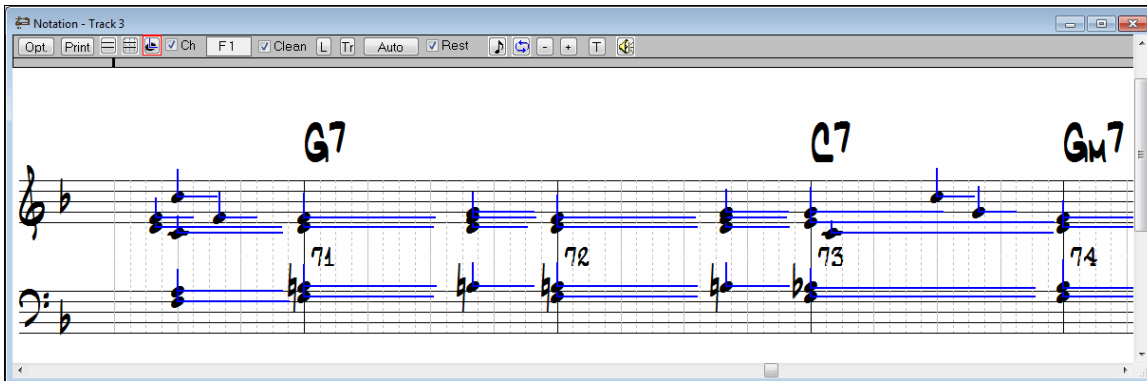 Notation - Track 3
Opt. Print Ch F 1 Clean L Tr Auto Rest - + T
G7 C7 GM7
71 72 73 74